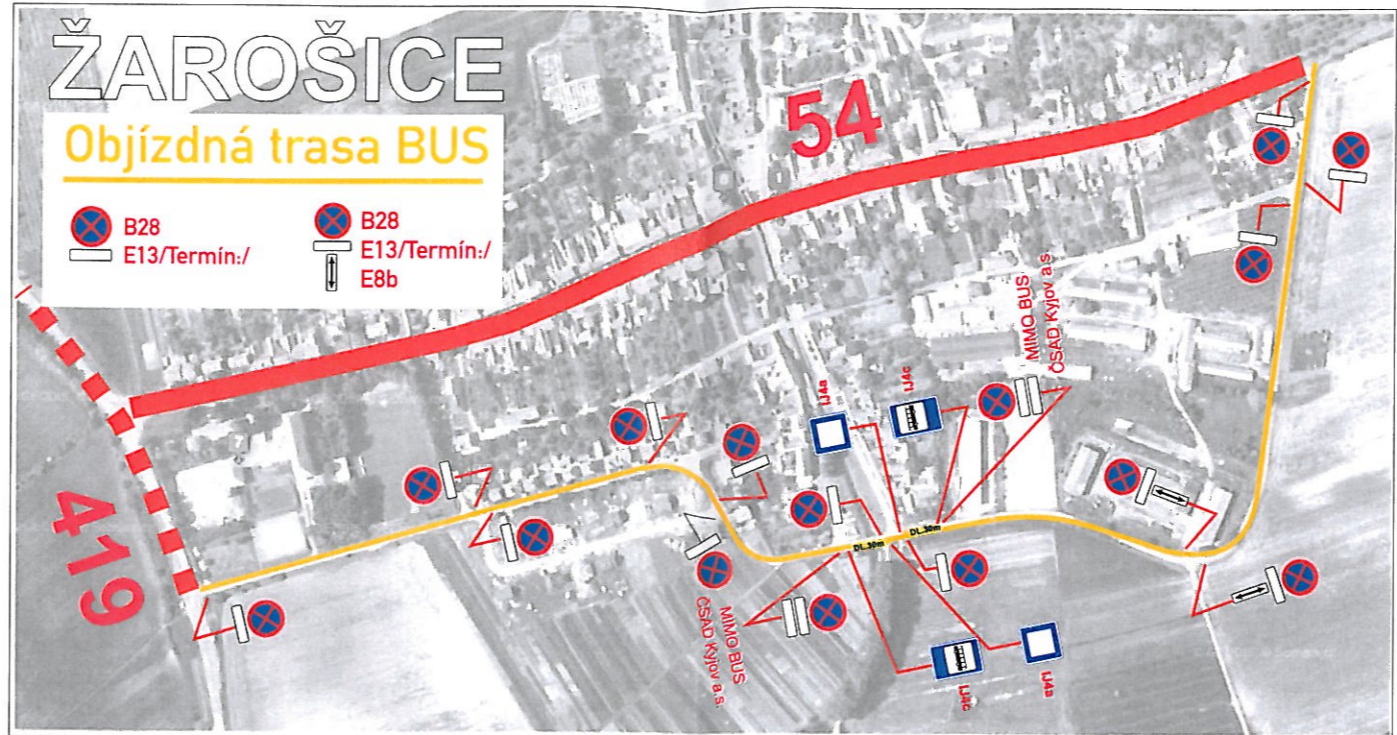 ŽAROŠICE
Objízdná trasa BUS
B28
E13/Termín:/
B28
E13/Termín:/
E8b
54
419
MIMO BUS
ČSAD Kyjov a.s.
IJ4a
IJ4c
DL.30m
DL.30m
MIMO BUS
ČSAD Kyjov a.s.
IJ4c
IJ4a